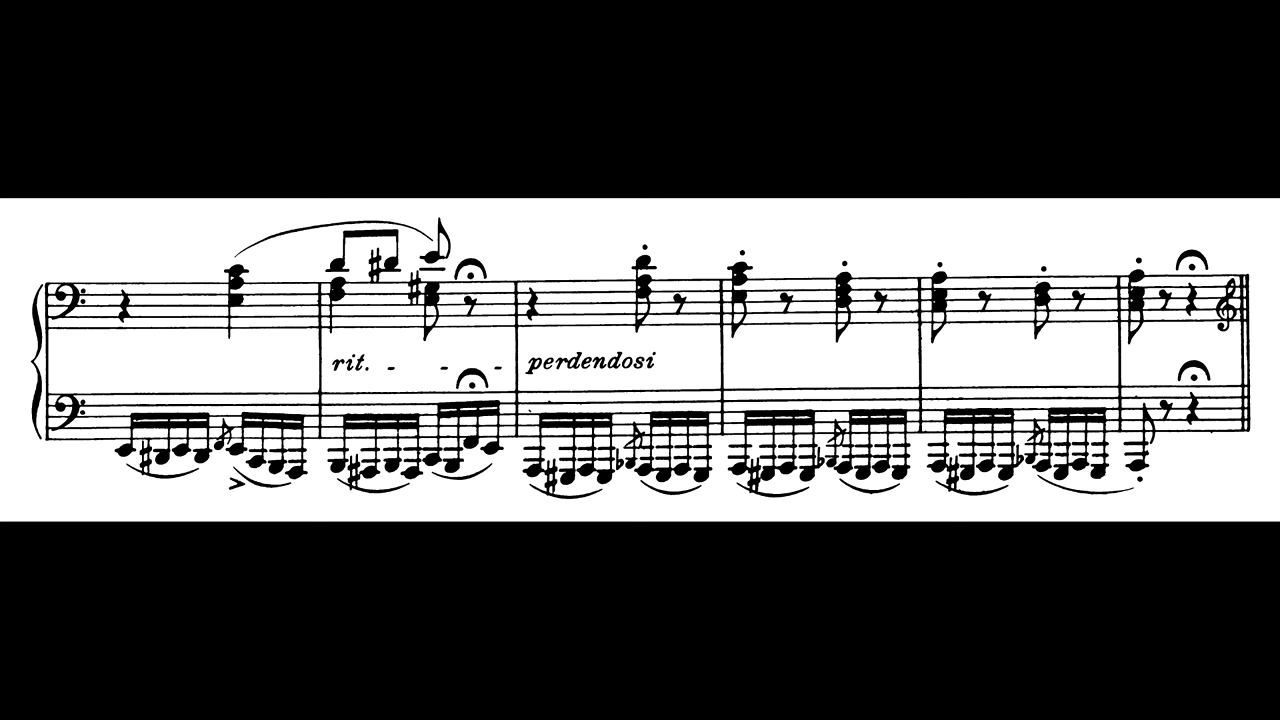 rit. - - - perdendosi